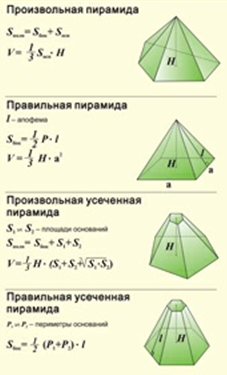 Произвольная пирамида
Sполн= Sбок+ Sосн
V= 1/3 Sосн · H
H
Правильная пирамида
l – апофема
Sбок= 1/2 P · l
V= 1/3 H · a²
H
l
a
a
Произвольная усеченная
пирамида
S₁ и S₂ – площади оснований
Sполн= Sбок+ S₁+ S₂
V= 1/3 H · (S₁+ S₂+√S₁·S₂)
H
Правильная усеченная
пирамида
P₁ и P₂ – периметры оснований
Sбок= 1/2 (P₁+P₂) · l
l
H